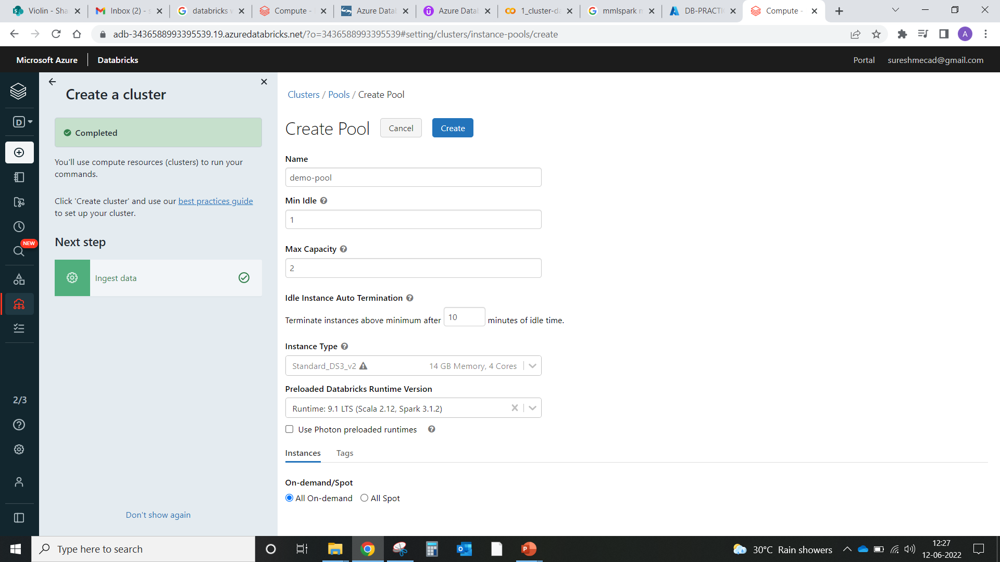 Violin - Sha
Inbox (2) - s
databricks w
Compute -
Azure Datab
Azure Datab
1_cluster-da
mmlspark m
DB-PRACTI
Compute -
adb-3436588993395539.19.azuredatabricks.net/?o=3436588993395539#setting/clusters/instance-pools/create
A
Microsoft Azure
Databricks
Portal
sureshmecad@gmail.com
D
NEW
2/3
Create a cluster
Completed
You'll use compute resources (clusters) to run your
commands.
Click 'Create cluster' and use our best practices guide
to set up your cluster.
Next step
Ingest data
Don't show again
Clusters / Pools / Create Pool
Create Pool
Cancel
Create
Name
demo-pool
Min Idle
1
Max Capacity
2
Idle Instance Auto Termination
Terminate instances above minimum after 10 minutes of idle time.
Instance Type
Standard_DS3_v2 14 GB Memory, 4 Cores
Preloaded Databricks Runtime Version
Runtime: 9.1 LTS (Scala 2.12, Spark 3.1.2)
Use Photon preloaded runtimes
Instances Tags
On-demand/Spot
All On-demand All Spot
Type here to search
30°C Rain showers
12:27
12-06-2022